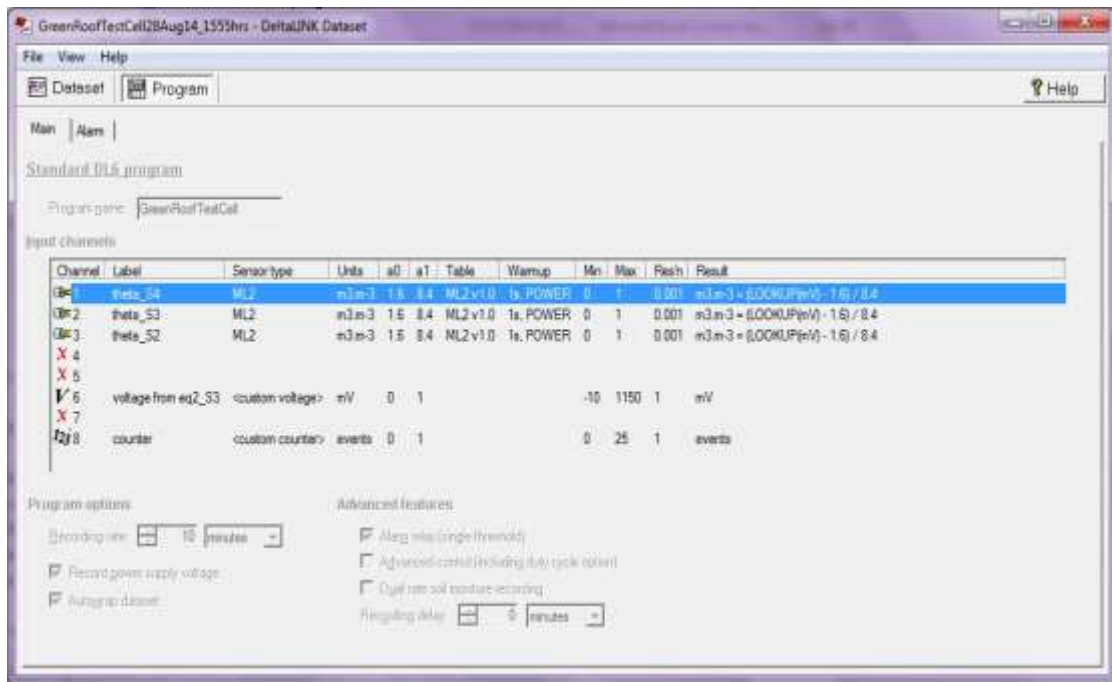 GreenRoofTestCell28Aug14_1555hrs - DeltaLINK Dataset
File View Help
Dataset Program Help
Main Alarm
Standard DL6 program
Program name: GreenRoofTestCell
Input channels
Channel Label Sensor type Units a0 a1 Table Warmup Min Max Res'n Result
1 theta_S4 ML2 m3.m-3 1.6 8.4 ML2 v1.0 1s, POWER 0 1 0.001 m3.m-3 = (LOOKUP(mV) - 1.6) / 8.4
2 theta_S3 ML2 m3.m-3 1.6 8.4 ML2 v1.0 1s, POWER 0 1 0.001 m3.m-3 = (LOOKUP(mV) - 1.6) / 8.4
3 theta_S2 ML2 m3.m-3 1.6 8.4 ML2 v1.0 1s, POWER 0 1 0.001 m3.m-3 = (LOOKUP(mV) - 1.6) / 8.4
X 4
X 5
V 6 voltage from eq2_S3 <custom voltage> mV 0 1 -10 1150 1 mV
X 7
8 counter <custom counter> events 0 1 0 25 1 events
Program options Advanced features
Recording rate: 10 minutes
Alarm relay (single threshold)
Advanced control (including duty cycle option)
Record power supply voltage
Dual rate soil moisture recording
Autowrap dataset
Recording delay 0 minutes